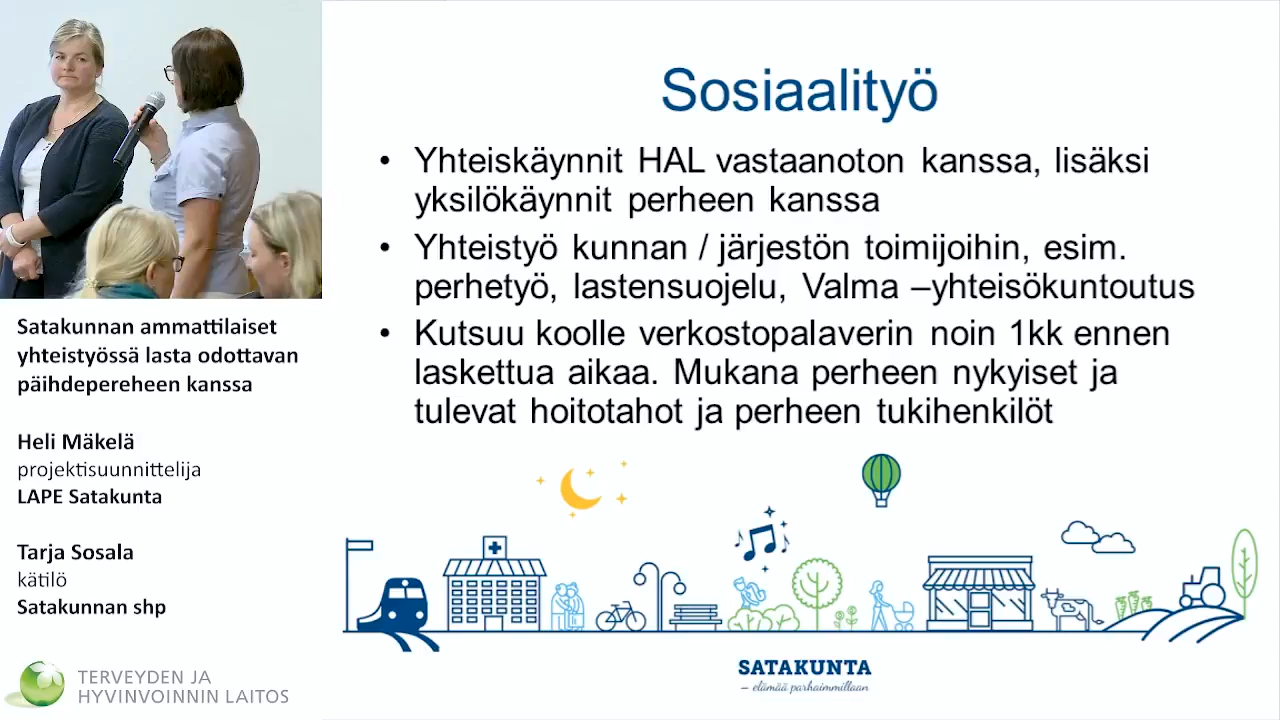 Sosiaalityö
• Yhteiskäynnit HAL vastaanoton kanssa, lisäksi
yksilökäynnit perheen kanssa
• Yhteistyö kunnan / järjestön toimijoihin, esim.
perhetyö, lastensuojelu, Valma –yhteisökuntoutus
• Kutsuu koolle verkostopalaverin noin 1kk ennen
laskettua aikaa. Mukana perheen nykyiset ja
tulevat hoitotahot ja perheen tukihenkilöt
SATAKUNTA
– elämää parhaimmillaan
Satakunnan ammattilaiset
yhteistyössä lasta odottavan
päihdepereheen kanssa
Heli Mäkelä
projektisuunnittelija
LAPE Satakunta
Tarja Sosala
kätilö
Satakunnan shp
TERVEYDEN JA
HYVINVOINNIN LAITOS